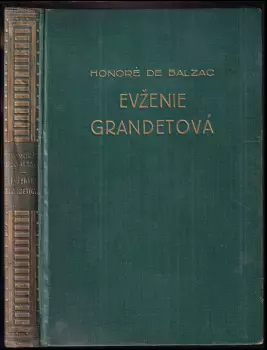 HONORÉ DE BALZAC
EVŽENIE
GRANDETOVÁ